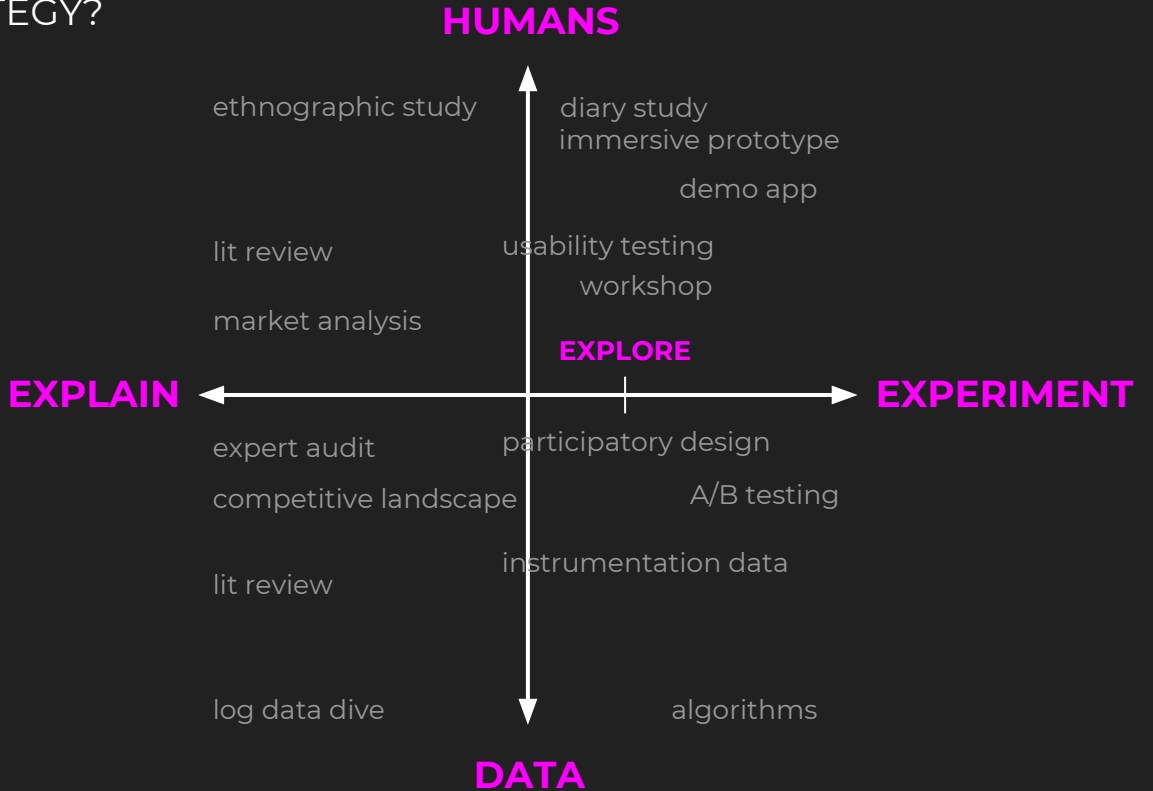 TEGY?
HUMANS
ethnographic study
diary study
immersive prototype
demo app
lit review
usability testing
workshop
market analysis
EXPLORE
EXPLAIN
EXPERIMENT
expert audit
participatory design
competitive landscape
A/B testing
instrumentation data
lit review
log data dive
algorithms
DATA